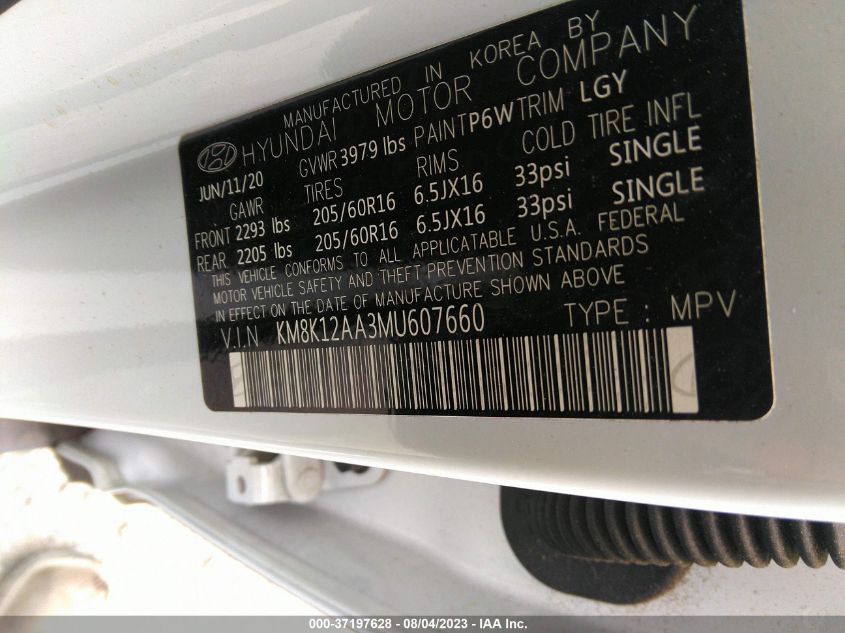 MANUFACTURED IN KOREA BY
HYUNDAI MOTOR COMPANY
JUN/11/20 GVWR 3979 lbs PAINT P6W TRIM LGY
GAWR TIRES RIMS COLD TIRE INFL
FRONT 2293 lbs 205/60R16 6.5JX16 33psi SINGLE
REAR 2205 lbs 205/60R16 6.5JX16 33psi SINGLE
THIS VEHICLE CONFORMS TO ALL APPLICATABLE U.S.A. FEDERAL
MOTOR VEHICLE SAFETY AND THEFT PREVENTION STANDARDS
IN EFFECT ON THE DATE OF MANUFACTURE SHOWN ABOVE
V.I.N KM8K12AA3MU607660 TYPE : MPV
000-37197628 - 08/04/2023 - IAA Inc.